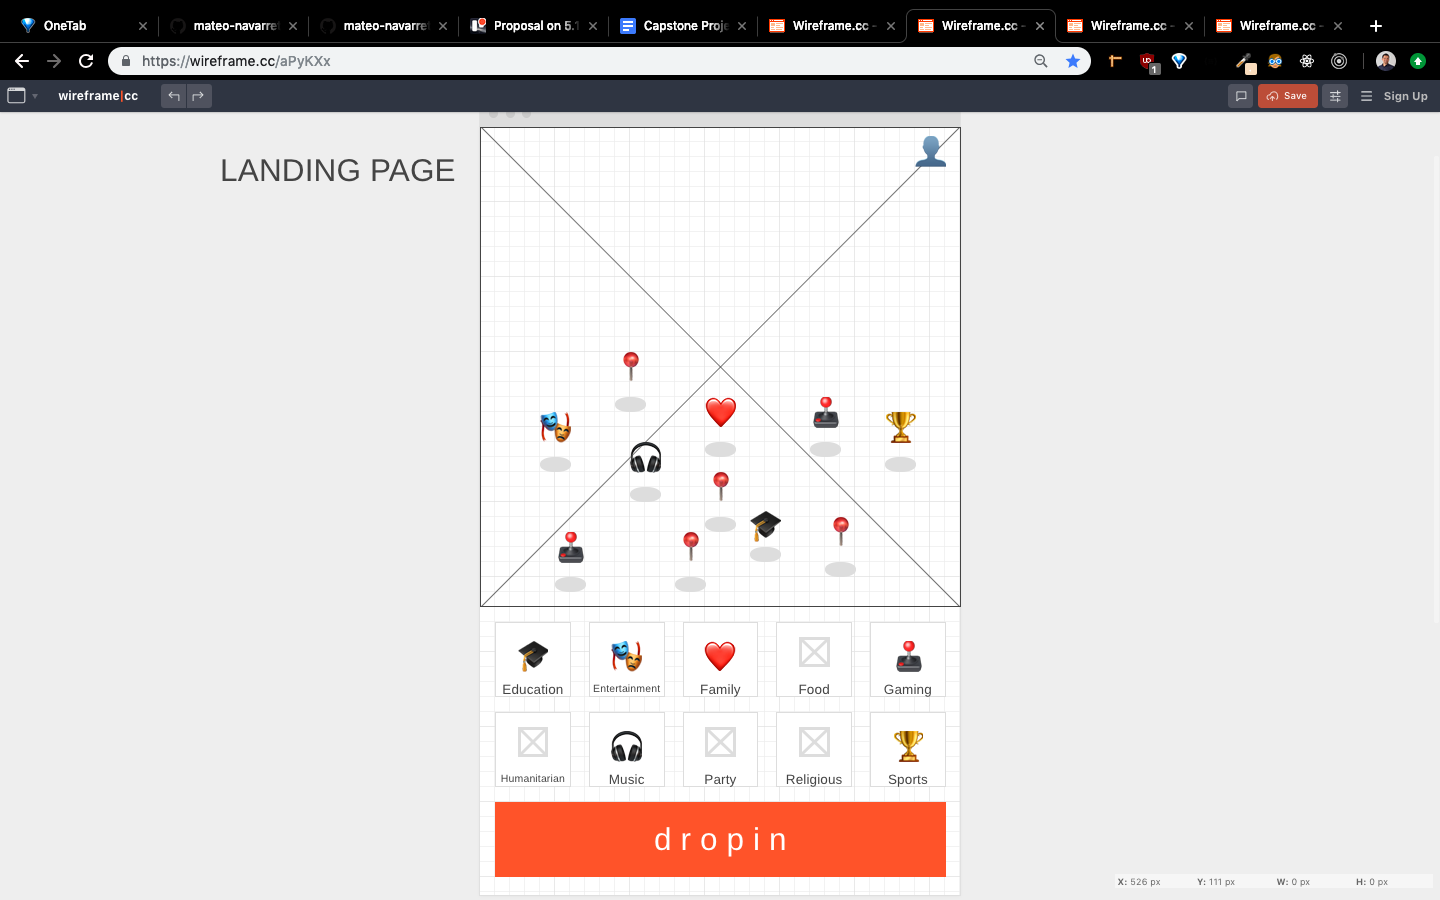 OneTab
mateo-navarre
mateo-navarre
Proposal on 5.1
Capstone Proje
Wireframe.cc -
Wireframe.cc -
Wireframe.cc -
Wireframe.cc -
https://wireframe.cc/aPyKXx
1
wireframe|cc
Save
Sign Up
LANDING PAGE
Education
Entertainment
Family
Food
Gaming
Humanitarian
Music
Party
Religious
Sports
dropin
X: 526 px Y: 111 px W: 0 px H: 0 px